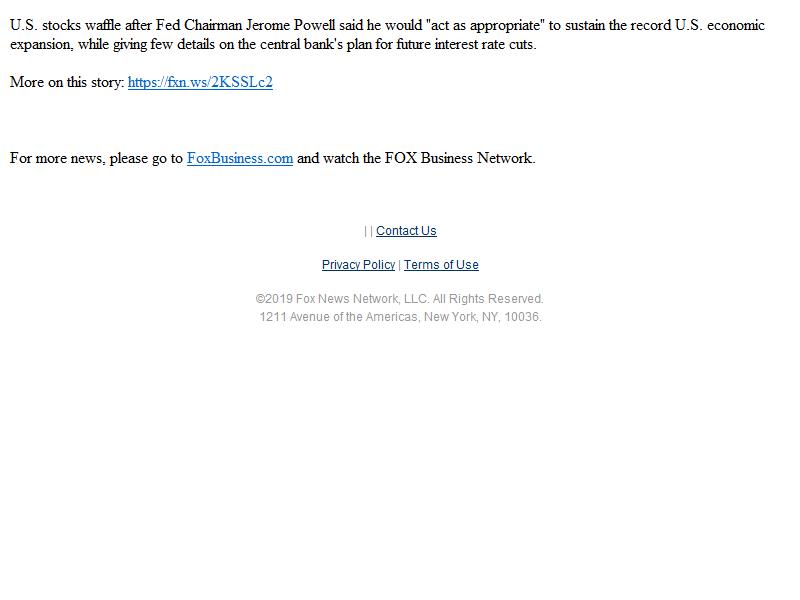 U.S. stocks waffle after Fed Chairman Jerome Powell said he would "act as appropriate" to sustain the record U.S. economic
expansion, while giving few details on the central bank's plan for future interest rate cuts.
More on this story: https://fxn.ws/2KSSLc2
For more news, please go to FoxBusiness.com and watch the FOX Business Network.
| | Contact Us
Privacy Policy | Terms of Use
©2019 Fox News Network, LLC. All Rights Reserved.
1211 Avenue of the Americas, New York, NY, 10036.